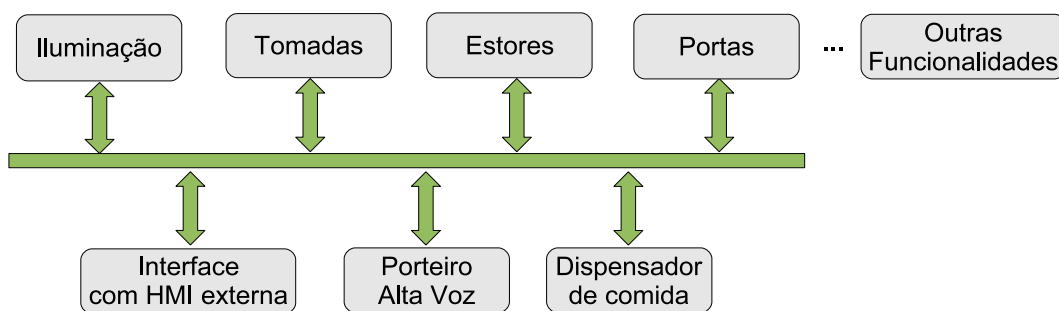 Iluminação
Tomadas
Estores
Portas
...
Outras
Funcionalidades
Interface
com HMI externa
Porteiro
Alta Voz
Dispensador
de comida